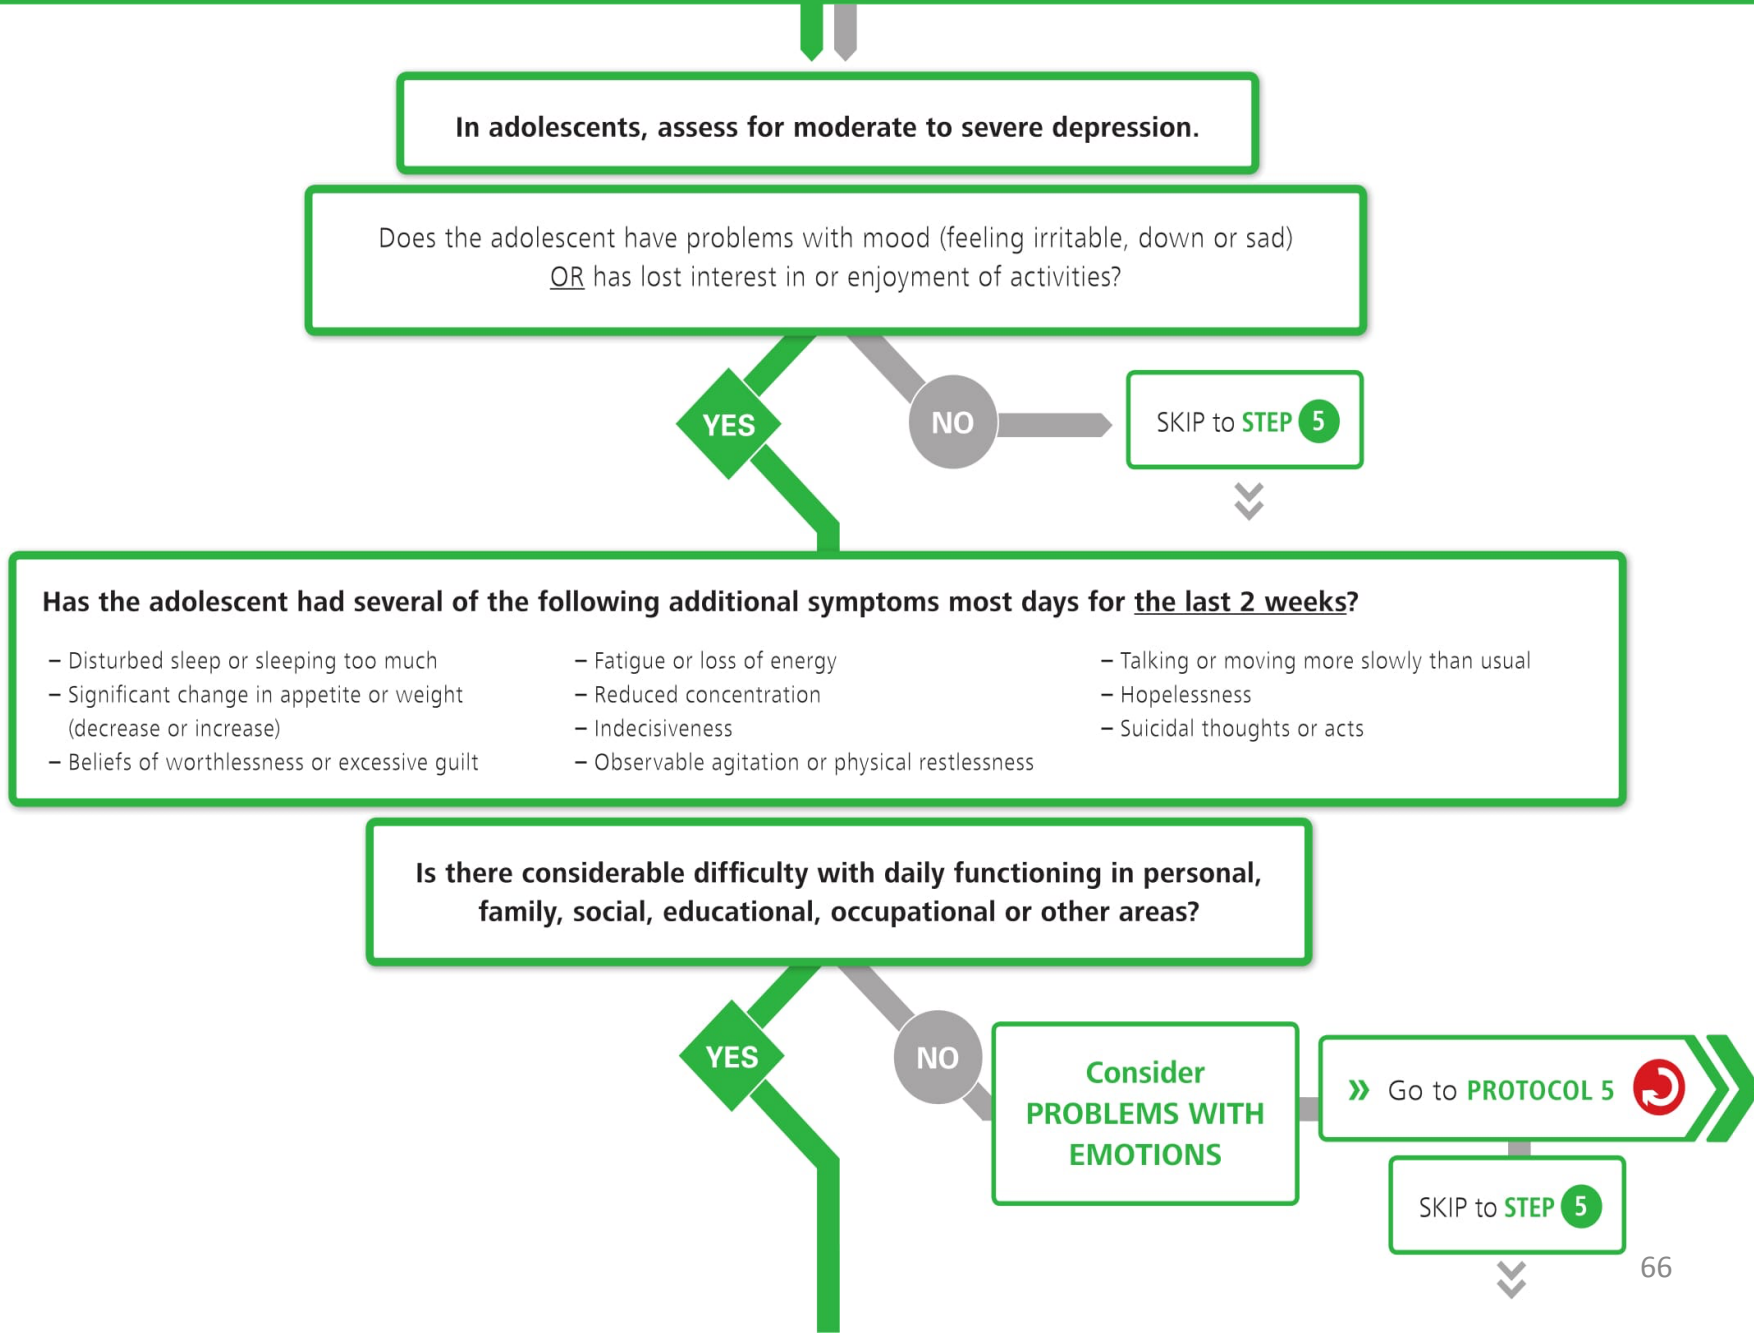 In adolescents, assess for moderate to severe depression.
Does the adolescent have problems with mood (feeling irritable, down or sad)
OR has lost interest in or enjoyment of activities?
YES
NO
SKIP to STEP 5
Has the adolescent had several of the following additional symptoms most days for the last 2 weeks?
– Disturbed sleep or sleeping too much
– Significant change in appetite or weight
(decrease or increase)
– Beliefs of worthlessness or excessive guilt
– Fatigue or loss of energy
– Reduced concentration
– Indecisiveness
– Observable agitation or physical restlessness
– Talking or moving more slowly than usual
– Hopelessness
– Suicidal thoughts or acts
Is there considerable difficulty with daily functioning in personal,
family, social, educational, occupational or other areas?
YES
NO
Consider
PROBLEMS WITH
EMOTIONS
» Go to PROTOCOL 5
SKIP to STEP 5
66